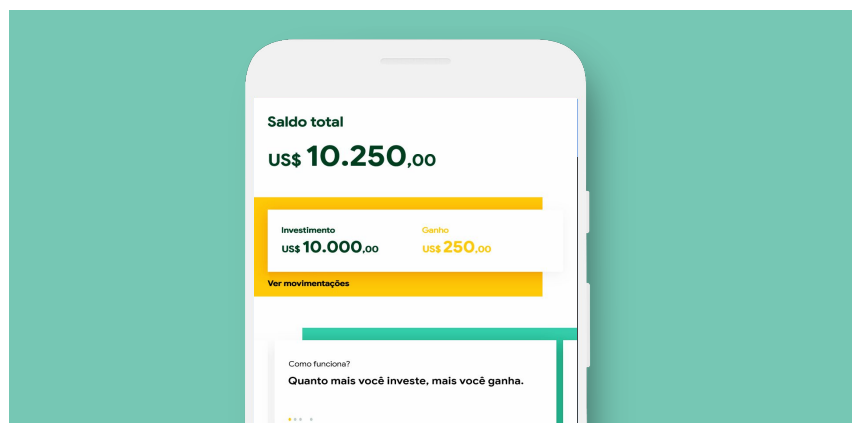 Saldo total
US$ 10.250,00
Investimento
Ganho
US$ 10.000,00
US$ 250,00
Ver movimentações
Como funciona?
Quanto mais você investe, mais você ganha.